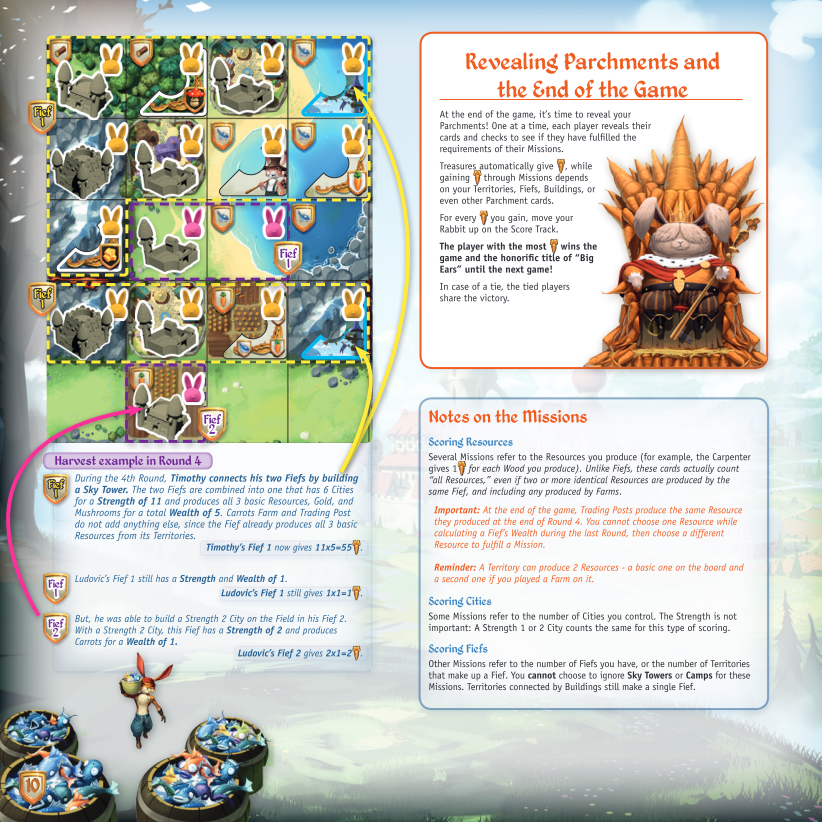 Fief
1
Fief
1
Fief
1
Fief
2
Harvest example in Round 4
Fief
1
During the 4th Round, Timothy connects his two Fiefs by building
a Sky Tower. The two Fiefs are combined into one that has 6 Cities
for a Strength of 11 and produces all 3 basic Resources, Gold, and
Mushrooms for a total Wealth of 5. Carrots Farm and Trading Post
do not add anything else, since the Fief already produces all 3 basic
Resources from its Territories.
Timothy's Fief 1 now gives 11x5=55.
Fief
1
Ludovic's Fief 1 still has a Strength and Wealth of 1.
Ludovic's Fief 1 still gives 1x1=1.
Fief
2
But, he was able to build a Strength 2 City on the Field in his Fief 2.
With a Strength 2 City, this Fief has a Strength of 2 and produces
Carrots for a Wealth of 1.
Ludovic's Fief 2 gives 2x1=2.
10
Revealing Parchments and
the End of the Game
At the end of the game, it's time to reveal your
Parchments! One at a time, each player reveals their
cards and checks to see if they have fulfilled the
requirements of their Missions.
Treasures automatically give , while
gaining through Missions depends
on your Territories, Fiefs, Buildings, or
even other Parchment cards.
For every you gain, move your
Rabbit up on the Score Track.
The player with the most wins the
game and the honorific title of "Big
Ears" until the next game!
In case of a tie, the tied players
share the victory.
Notes on the Missions
Scoring Resources
Several Missions refer to the Resources you produce (for example, the Carpenter
gives 1 for each Wood you produce). Unlike Fiefs, these cards actually count
"all Resources," even if two or more identical Resources are produced by the
same Fief, and including any produced by Farms.
Important: At the end of the game, Trading Posts produce the same Resource
they produced at the end of Round 4. You cannot choose one Resource while
calculating a Fief's Wealth during the last Round, then choose a different
Resource to fulfill a Mission.
Reminder: A Territory can produce 2 Resources - a basic one on the board and
a second one if you played a Farm on it.
Scoring Cities
Some Missions refer to the number of Cities you control. The Strength is not
important: A Strength 1 or 2 City counts the same for this type of scoring.
Scoring Fiefs
Other Missions refer to the number of Fiefs you have, or the number of Territories
that make up a Fief. You cannot choose to ignore Sky Towers or Camps for these
Missions. Territories connected by Buildings still make a single Fief.